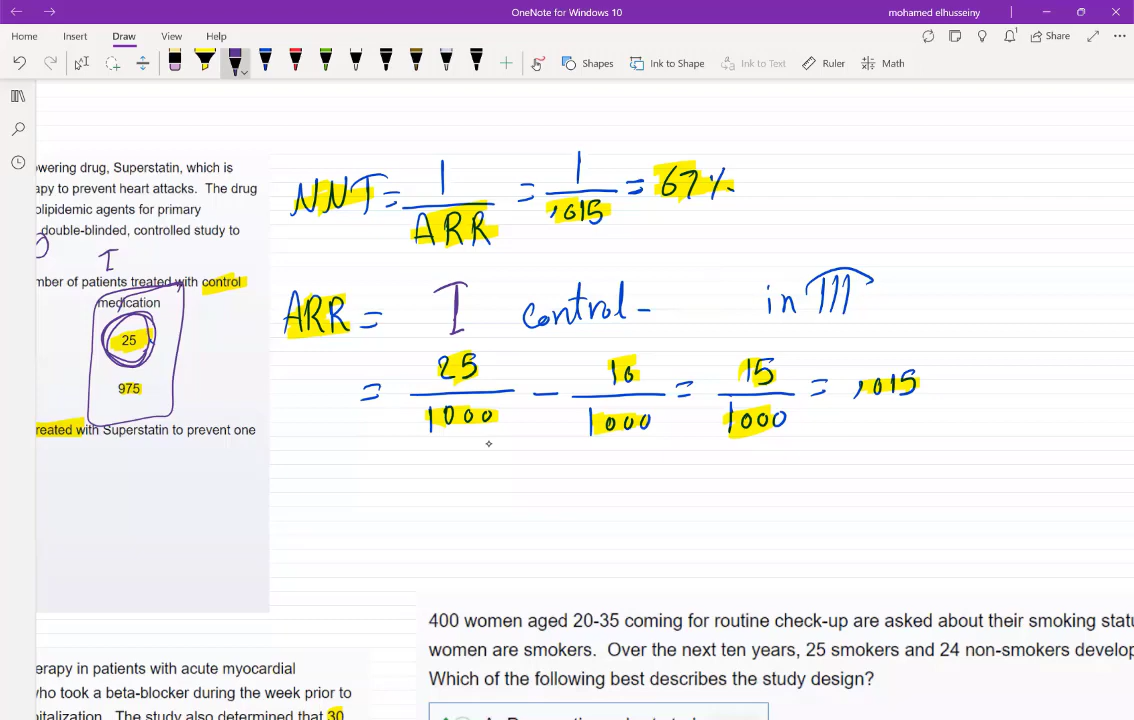 OneNote for Windows 10
mohamed elhusseiny
Home Insert Draw View Help
Share
Shapes Ink to Shape Ink to Text Ruler Math
owering drug, Superstatin, which is
apy to prevent heart attacks. The drug
olipidemic agents for primary
double-blinded, controlled study to
I
mber of patients treated with control
medication
25
975
reated with Superstatin to prevent one
NNT = 1/ARR = 1/,015 = 67%
ARR = I control - in
= 25/1000 - 10/1000 = 15/1000 = ,015
erapy in patients with acute myocardial
who took a beta-blocker during the week prior to
pitalization. The study also determined that 30
400 women aged 20-35 coming for routine check-up are asked about their smoking statu
women are smokers. Over the next ten years, 25 smokers and 24 non-smokers develop
Which of the following best describes the study design?